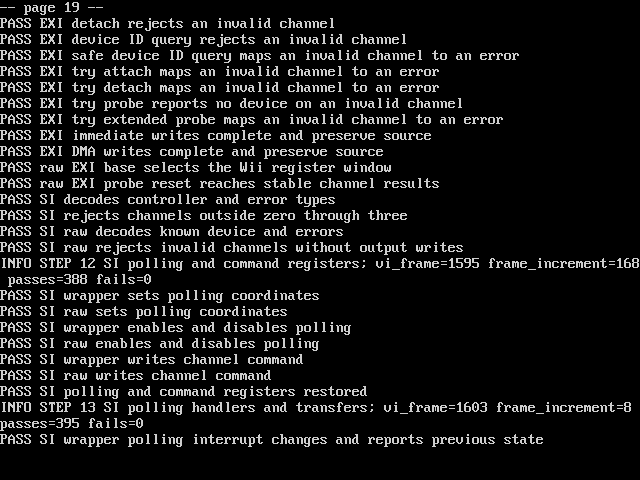 -- page 19 --
PASS EXI detach rejects an invalid channel
PASS EXI device ID query rejects an invalid channel
PASS EXI safe device ID query maps an invalid channel to an error
PASS EXI try attach maps an invalid channel to an error
PASS EXI try detach maps an invalid channel to an error
PASS EXI try probe reports no device on an invalid channel
PASS EXI try extended probe maps an invalid channel to an error
PASS EXI immediate writes complete and preserve source
PASS EXI DMA writes complete and preserve source
PASS raw EXI base selects the Wii register window
PASS raw EXI probe reset reaches stable channel results
PASS SI decodes controller and error types
PASS SI rejects channels outside zero through three
PASS SI raw decodes known device and errors
PASS SI raw rejects invalid channels without output writes
INFO STEP 12 SI polling and command registers; vi_frame=1595 frame_increment=168
 passes=388 fails=0
PASS SI wrapper sets polling coordinates
PASS SI raw sets polling coordinates
PASS SI wrapper enables and disables polling
PASS SI raw enables and disables polling
PASS SI wrapper writes channel command
PASS SI raw writes channel command
PASS SI polling and command registers restored
INFO STEP 13 SI polling handlers and transfers; vi_frame=1603 frame_increment=8
passes=395 fails=0
PASS SI wrapper polling interrupt changes and reports previous state